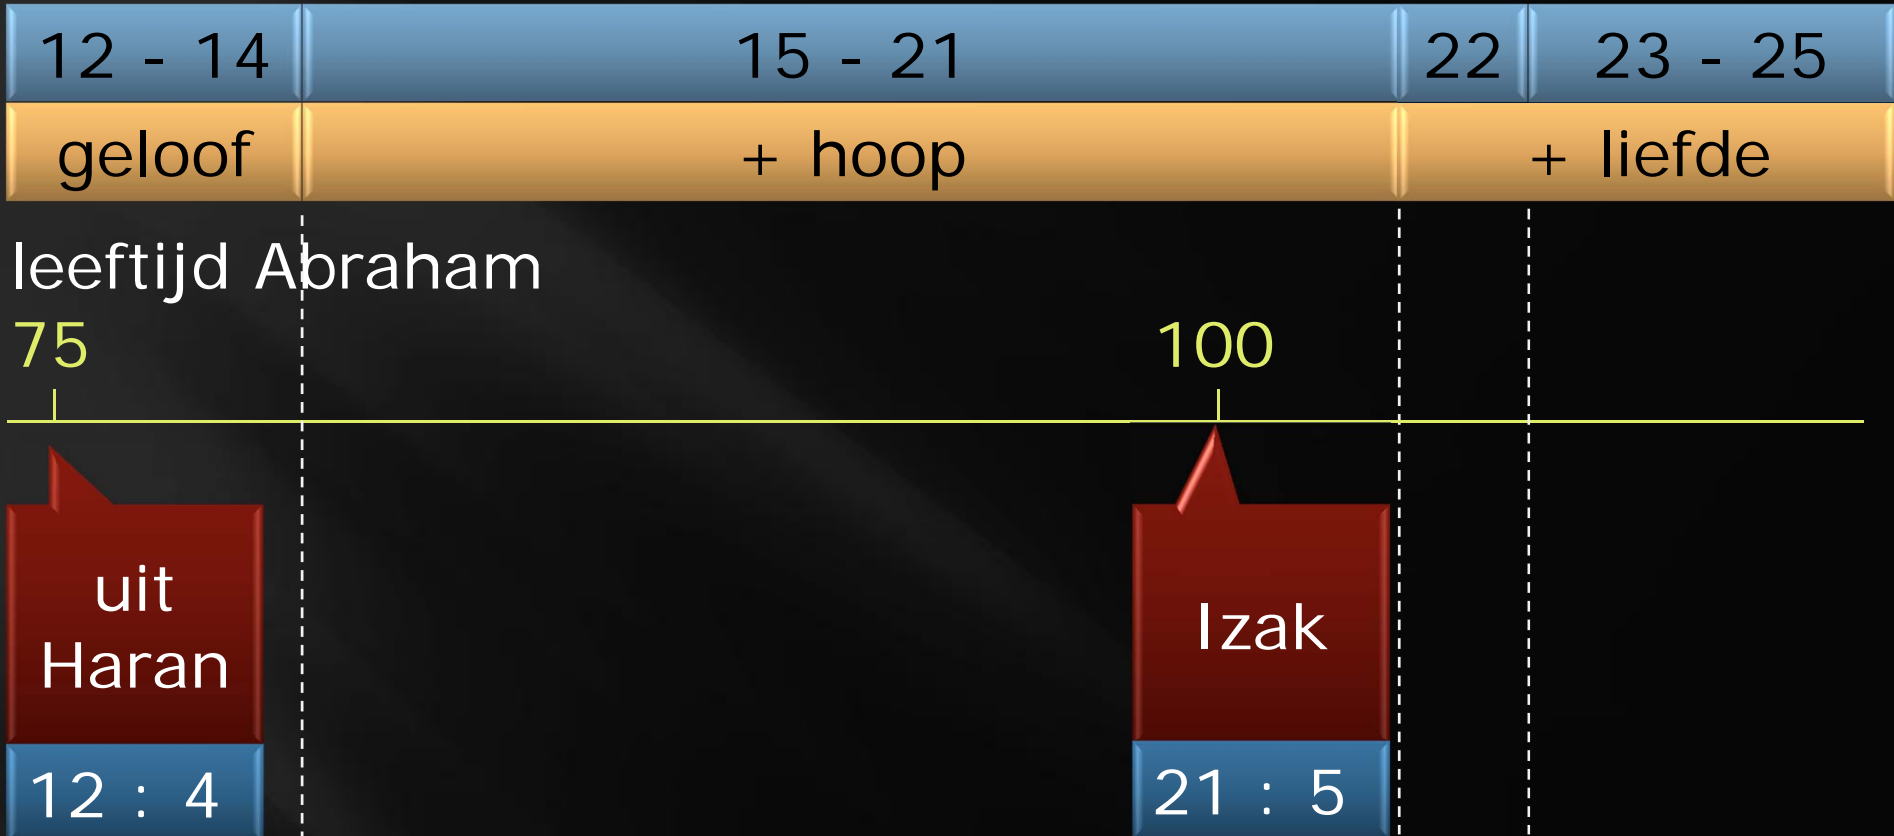 12 - 14 15 - 21 22 23 - 25
geloof + hoop + liefde
leeftijd Abraham
75 100
uit
Haran
Izak
12 : 4 21 : 5